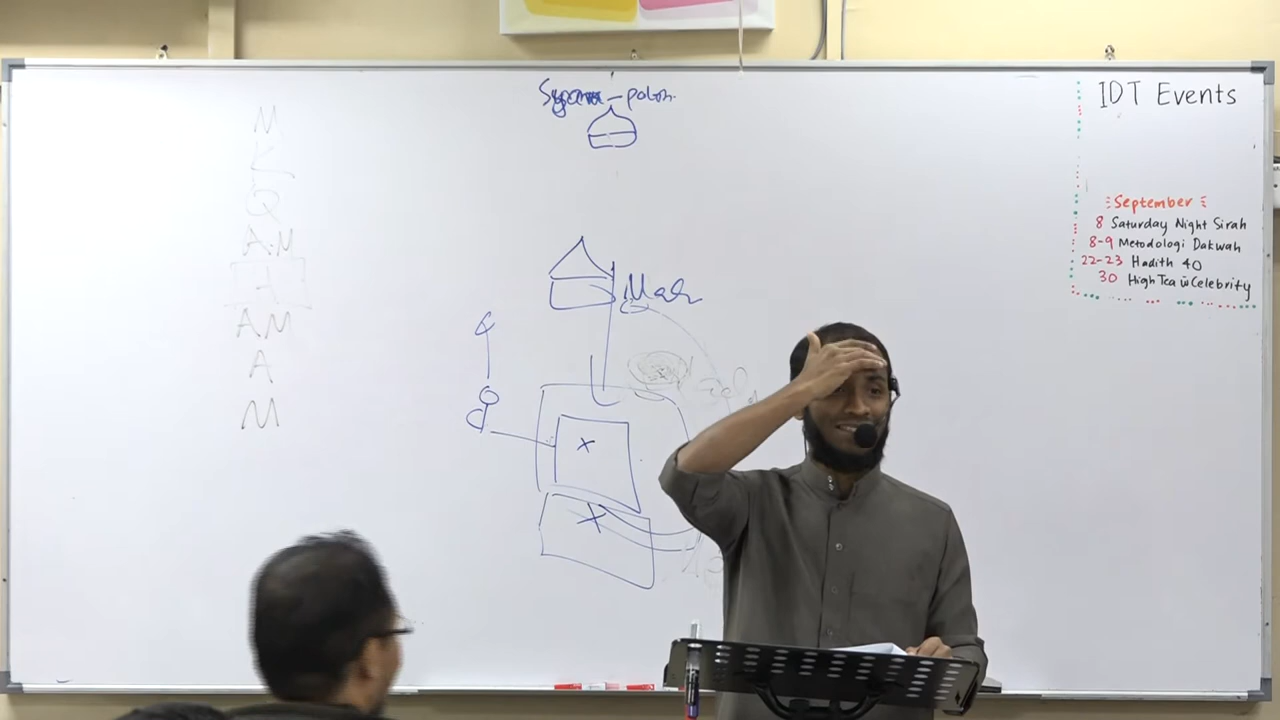 M
K
Q
A.M
A
AM
A
M
IDT Events
September
8 Saturday Night Sirah
8-9 Metodologi Dakwah
22-23 Hadith 40
30 High Tea w Celebrity